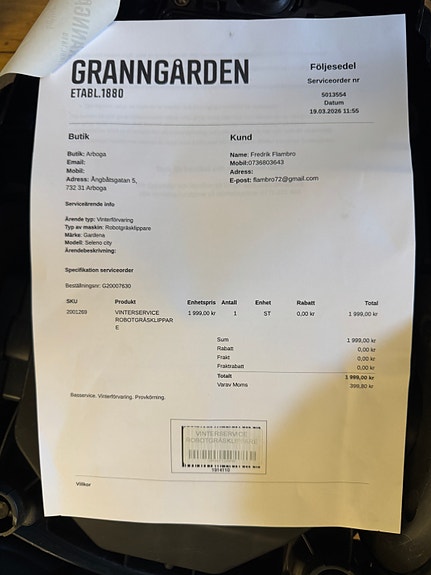 GRANNGÅRDEN
ETABL.1880
Följesedel
Serviceorder nr
5013554
Datum
19.03.2026 11:55
Butik
Butik: Arboga
Email:
Mobil:
Adress: Ångbåtsgatan 5,
732 31 Arboga
Kund
Name: Fredrik Flambro
Mobil:0736803643
Adress:
E-post: flambro72@gmail.com
Serviceärende info
Ärende typ: Vinterförvaring
Typ av maskin: Robotgräsklippare
Märke: Gardena
Modell: Seleno city
Ärendebeskrivning:
Specifikation serviceorder
Beställningsnr: G20007630
SKU Produkt Enhetspris Antall Enhet Rabatt Total
2001269 VINTERSERVICE 1 999,00 kr 1 ST 0,00 kr 1 999,00 kr
ROBOTGRÄSKLIPPAR
E
Sum 1 999,00 kr
Rabatt 0,00 kr
Frakt 0,00 kr
Fraktrabatt 0,00 kr
Totalt 1 999,00 kr
Varav Moms 399,80 kr
Basservice. Vinterförvaring. Provkörning.
VINTERSERVICE
ROBOTGRÄSKLIPPARE
1014110
Villkor